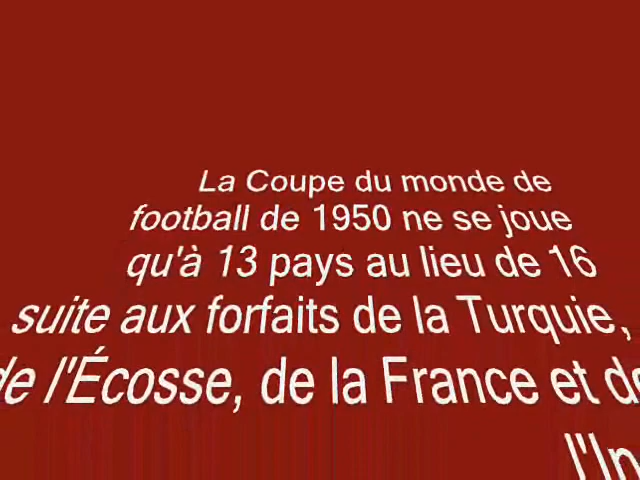 La Coupe du monde de
football de 1950 ne se joue
qu'à 13 pays au lieu de 16
suite aux forfaits de la Turquie,
de l'Écosse, de la France et de